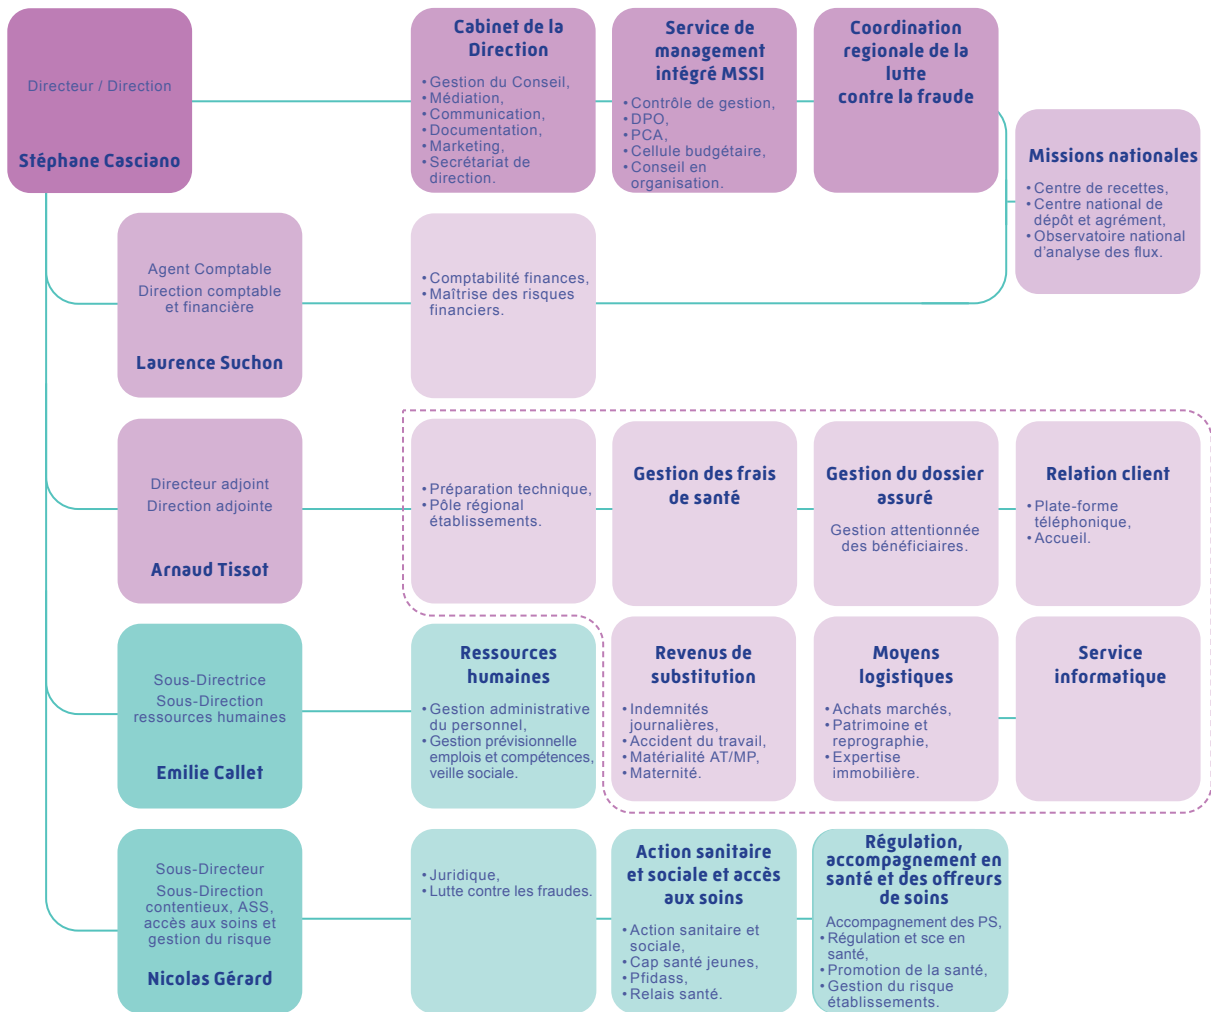 Directeur / Direction
Stéphane Casciano
Cabinet de la
Direction
• Gestion du Conseil,
• Médiation,
• Communication,
• Documentation,
• Marketing,
• Secrétariat de
direction.
Service de
management
intégré MSSI
• Contrôle de gestion,
• DPO,
• PCA,
• Cellule budgétaire,
• Conseil en
organisation.
Coordination
regionale de la
lutte
contre la fraude
Missions nationales
• Centre de recettes,
• Centre national de
dépôt et agrément,
• Observatoire national
d'analyse des flux.
Agent Comptable
Direction comptable
et financière
Laurence Suchon
• Comptabilité finances,
• Maîtrise des risques
financiers.
Directeur adjoint
Direction adjointe
Arnaud Tissot
• Préparation technique,
• Pôle régional
établissements.
Gestion des frais
de santé
Gestion du dossier
assuré
Gestion attentionnée
des bénéficiaires.
Relation client
• Plate-forme
téléphonique,
• Accueil.
Sous-Directrice
Sous-Direction
ressources humaines
Emilie Callet
Ressources
humaines
• Gestion administrative
du personnel,
• Gestion prévisionnelle
emplois et compétences,
veille sociale.
Revenus de
substitution
• Indemnités
journalières,
• Accident du travail,
• Matérialité AT/MP,
• Maternité.
Moyens
logistiques
• Achats marchés,
• Patrimoine et
reprographie,
• Expertise
immobilière.
Service
informatique
Sous-Directeur
Sous-Direction
contentieux, ASS,
accès aux soins et
gestion du risque
Nicolas Gérard
• Juridique,
• Lutte contre les fraudes.
Action sanitaire
et sociale et accès
aux soins
• Action sanitaire et
sociale,
• Cap santé jeunes,
• Pfidass,
• Relais santé.
Régulation,
accompagnement en
santé et des offreurs
de soins
Accompagnement des PS,
• Régulation et sce en
santé,
• Promotion de la santé,
• Gestion du risque
établissements.